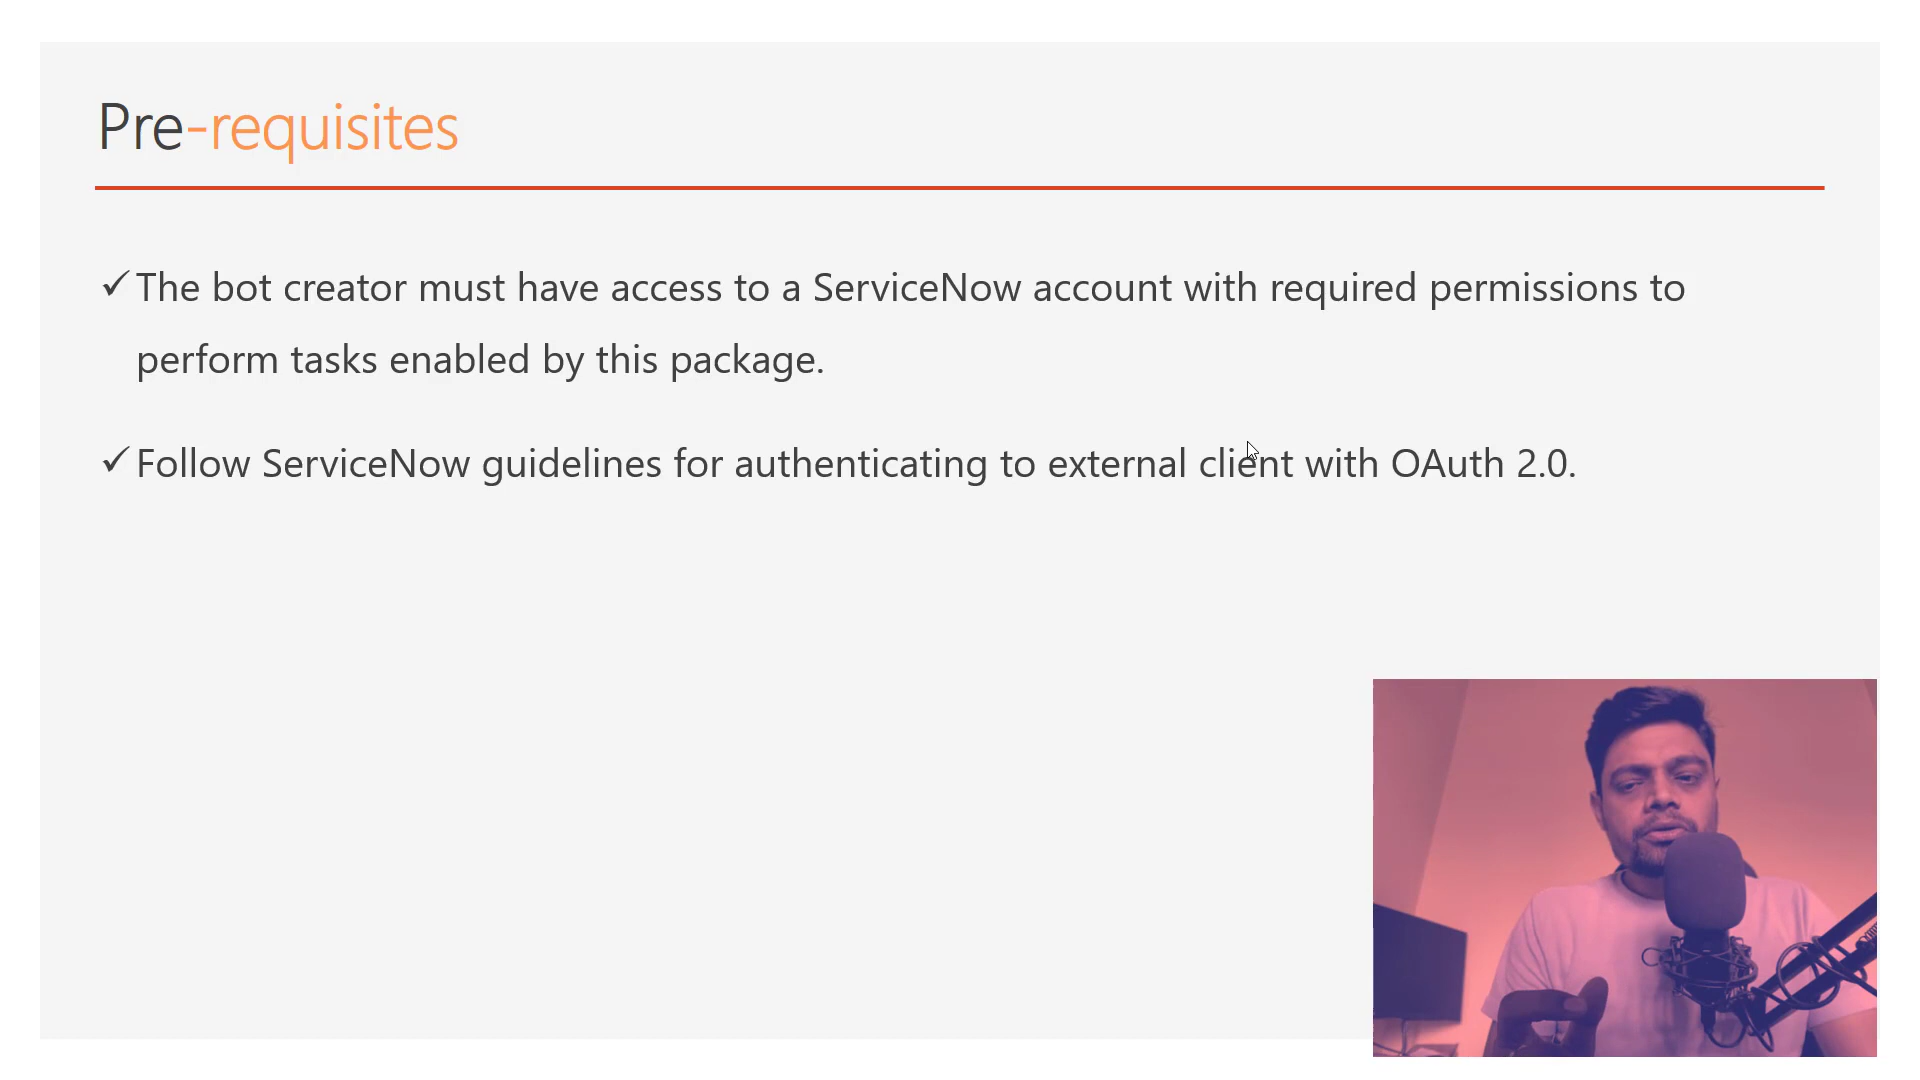 Pre-requisites
✓ The bot creator must have access to a ServiceNow account with required permissions to
perform tasks enabled by this package.
✓ Follow ServiceNow guidelines for authenticating to external client with OAuth 2.0.